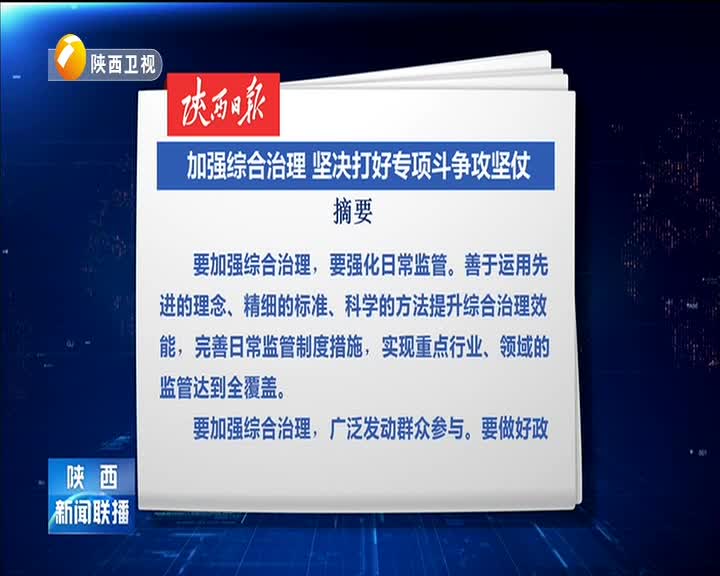 陕西卫视
陕西日报
加强综合治理 坚决打好专项斗争攻坚仗
摘要
要加强综合治理，要强化日常监管。善于运用先
进的理念、精细的标准、科学的方法提升综合治理效
能，完善日常监管制度措施，实现重点行业、领域的
监管达到全覆盖。
要加强综合治理，广泛发动群众参与。要做好政
陕西
新闻联播